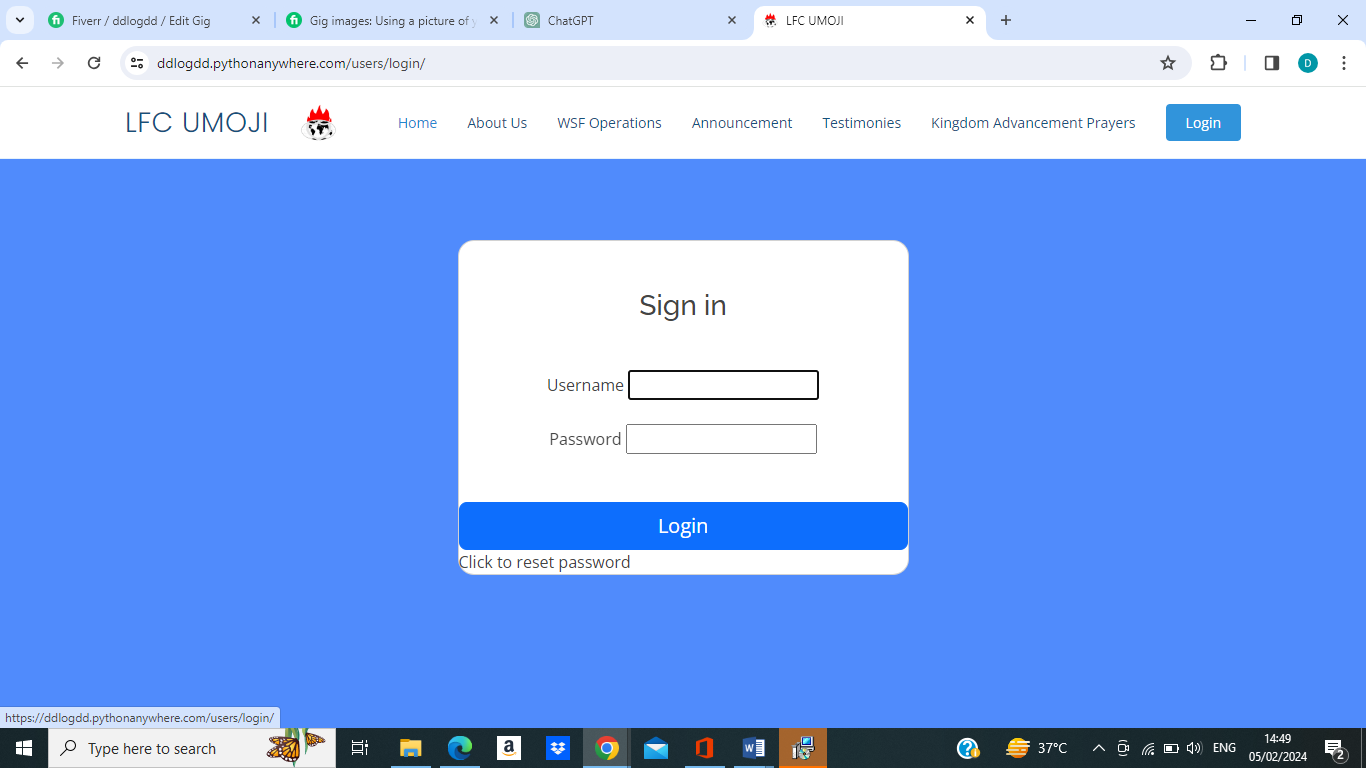 Fiverr / ddlogdd / Edit Gig
Gig images: Using a picture of
ChatGPT
LFC UMOJI
ddlogdd.pythonanywhere.com/users/login/
D
LFC UMOJI
Home
About Us
WSF Operations
Announcement
Testimonies
Kingdom Advancement Prayers
Login
Sign in
Username
Password
Login
Click to reset password
https://ddlogdd.pythonanywhere.com/users/login/
Type here to search
37°C
ENG
14:49
05/02/2024
2